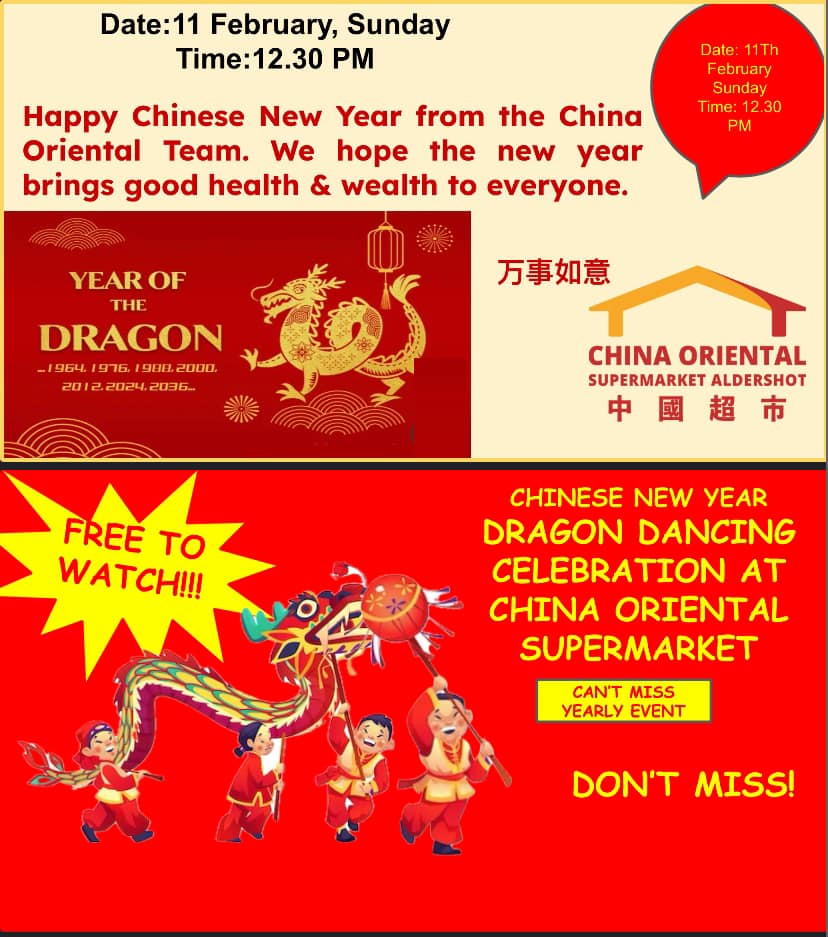 Date:11 February, Sunday
Time:12.30 PM
Date: 11Th
February
Sunday
Time: 12.30
PM
Happy Chinese New Year from the China
Oriental Team. We hope the new year
brings good health & wealth to everyone.
YEAR OF
THE
DRAGON
...1964, 1976, 1988, 2000,
2012, 2024, 2036...
万事如意
CHINA ORIENTAL
SUPERMARKET ALDERSHOT
中國超市
FREE TO
WATCH!!!
CHINESE NEW YEAR
DRAGON DANCING
CELEBRATION AT
CHINA ORIENTAL
SUPERMARKET
CAN'T MISS
YEARLY EVENT
DON'T MISS!